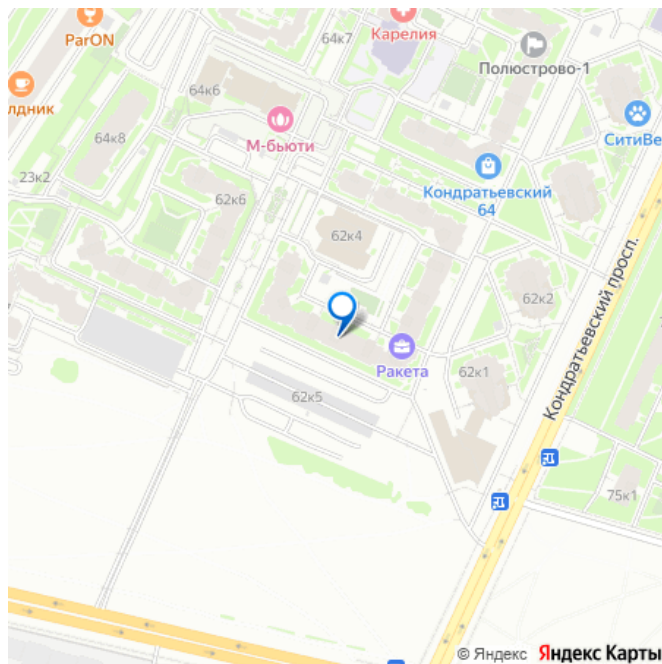 ParON
64к7
Карелия
Полюстрово-1
лдник
64к6
64к8
М-бьюти
СитиВе
23к2
62к6
Кондратьевский
64
62к4
62к2
Кондратьевский просп.
Ракета
62к1
62к5
75к1
© Яндекс Яндекс Карты